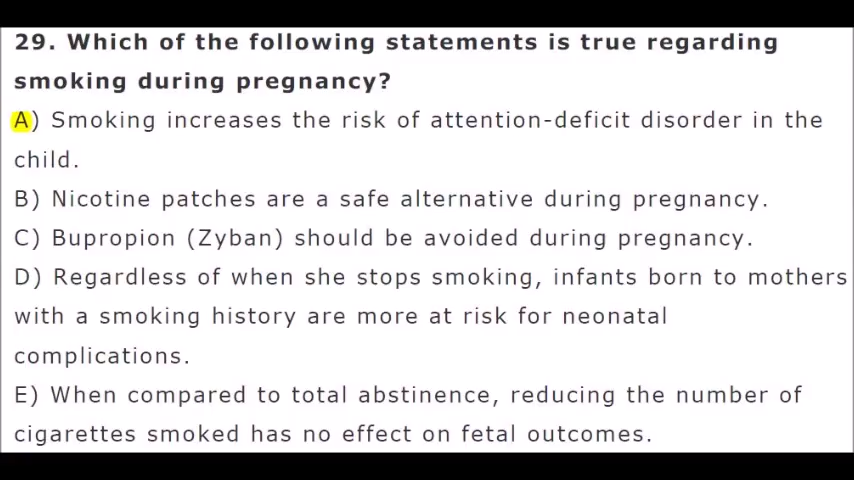 29. Which of the following statements is true regarding
smoking during pregnancy?
A) Smoking increases the risk of attention-deficit disorder in the
child.
B) Nicotine patches are a safe alternative during pregnancy.
C) Bupropion (Zyban) should be avoided during pregnancy.
D) Regardless of when she stops smoking, infants born to mothers
with a smoking history are more at risk for neonatal
complications.
E) When compared to total abstinence, reducing the number of
cigarettes smoked has no effect on fetal outcomes.